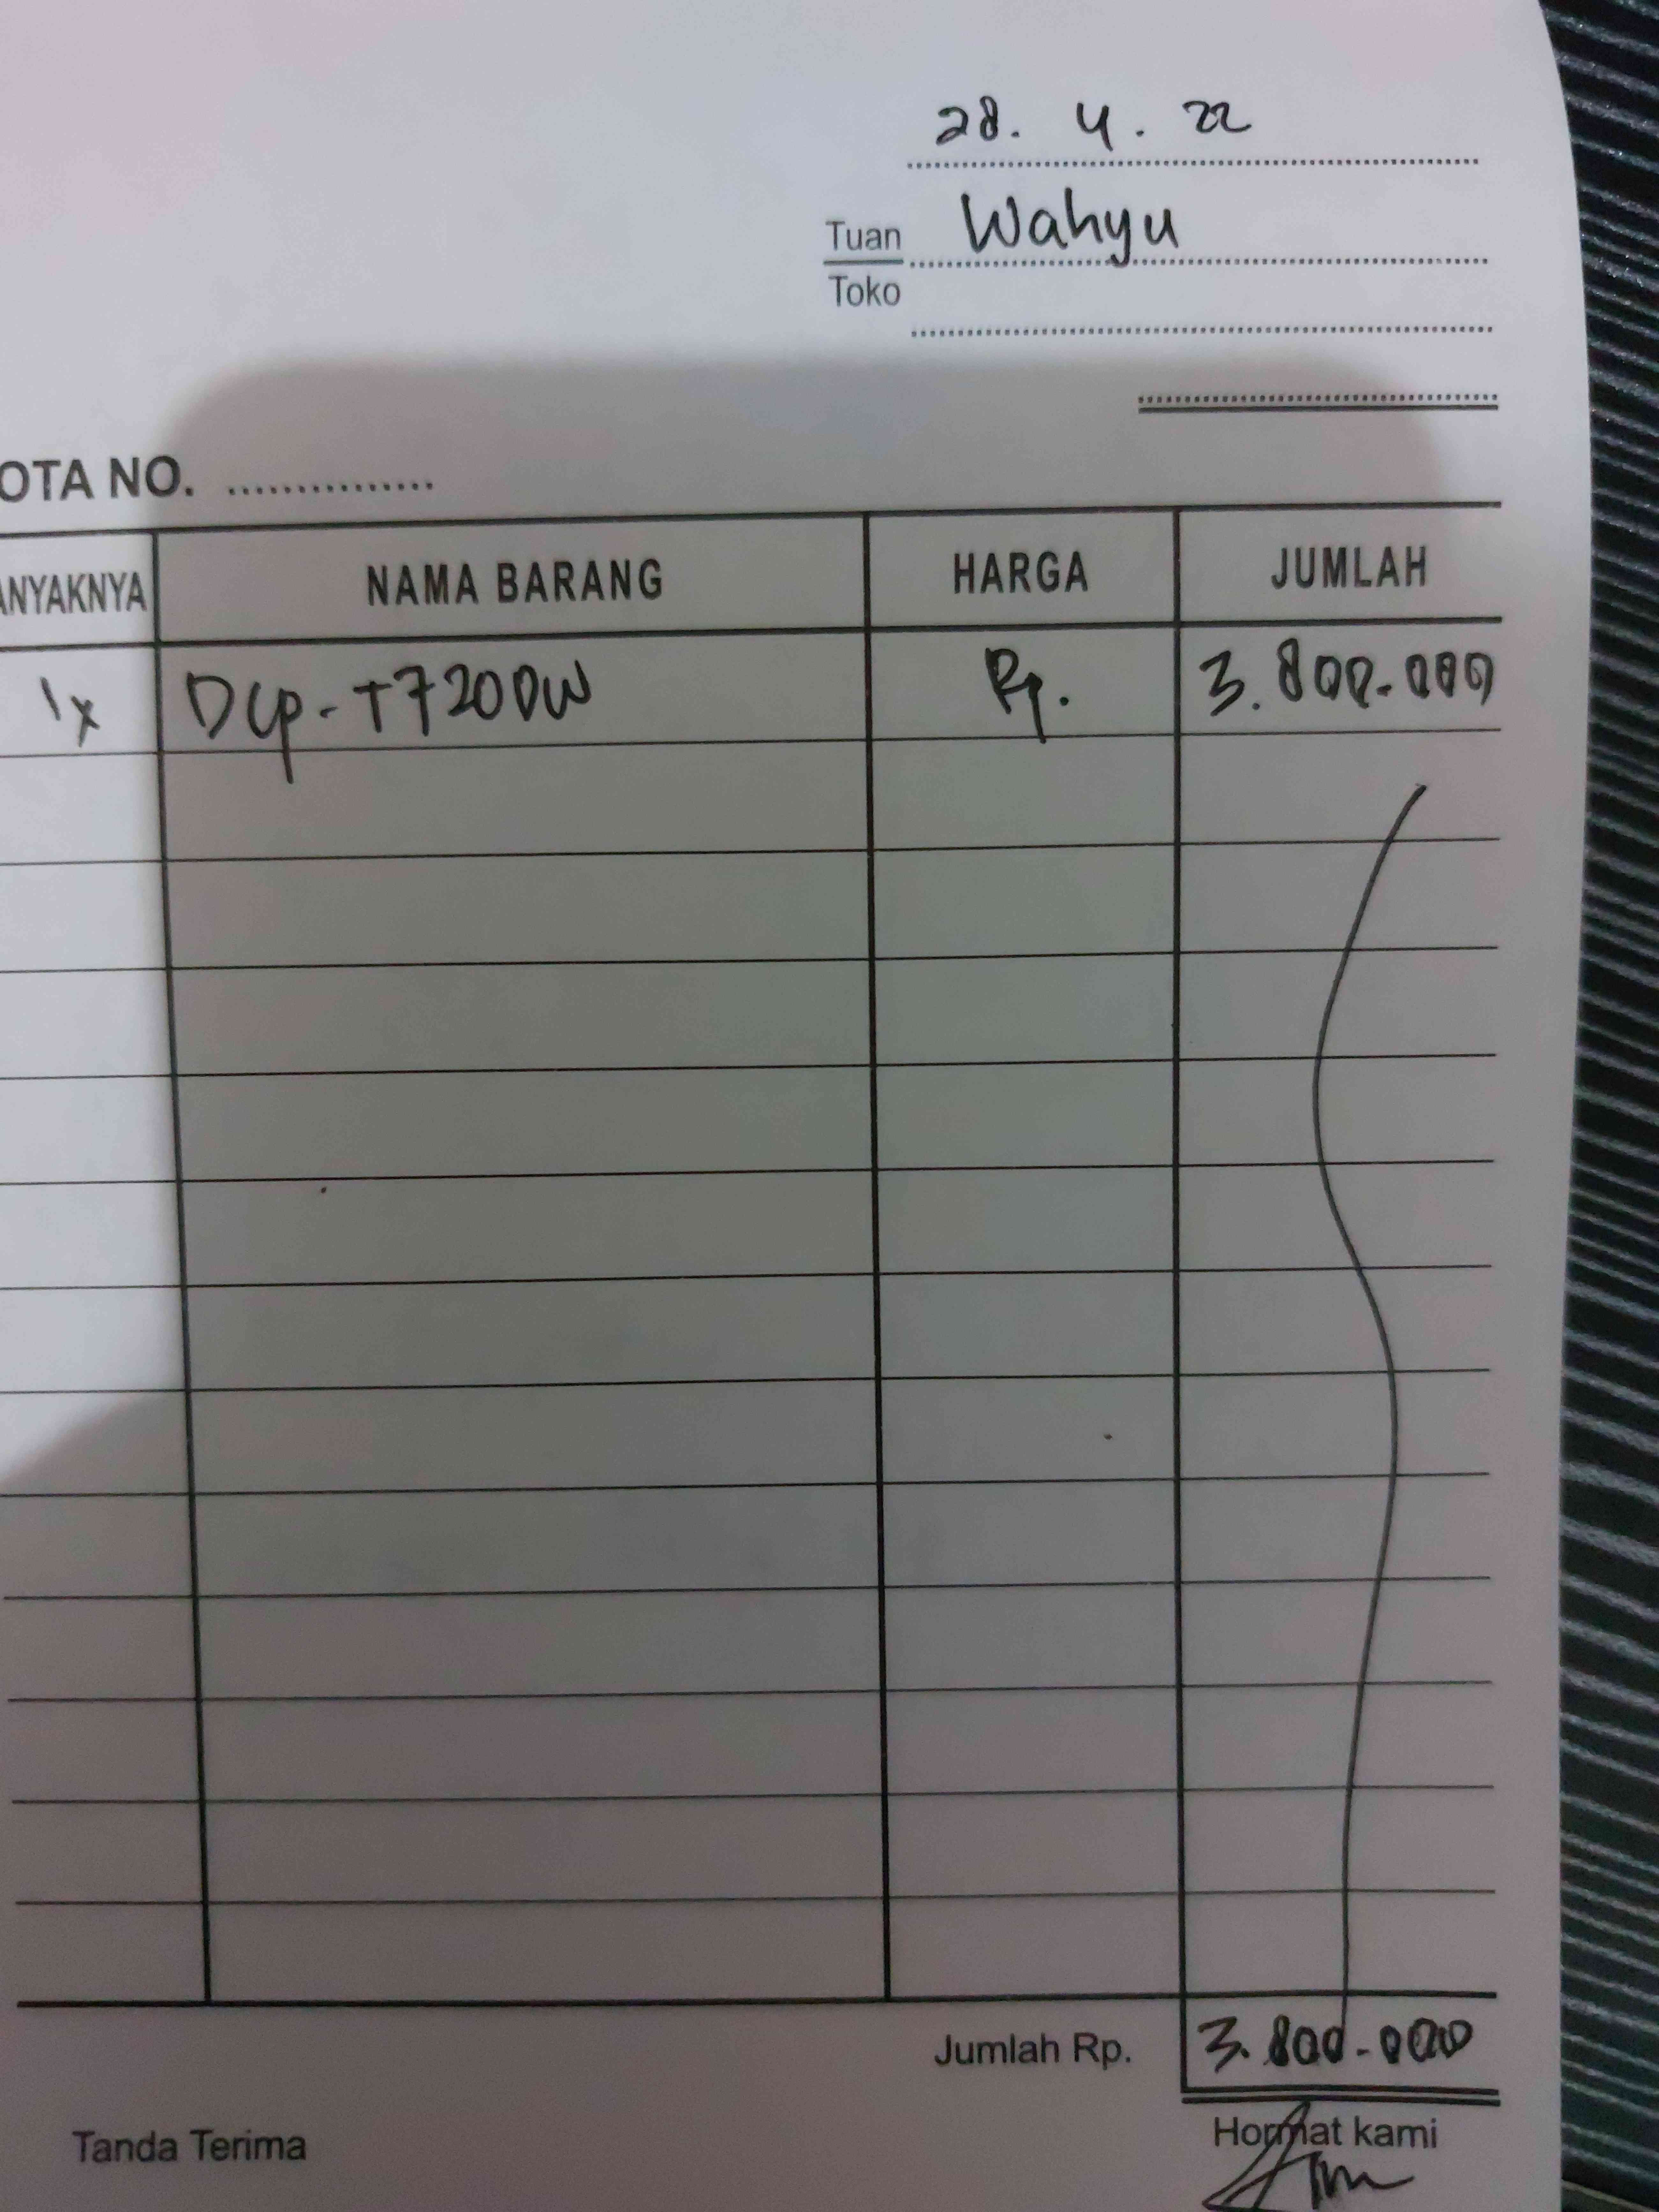 28. 4. 22
Tuan Wahyu
Toko
OTA NO. ...............
ANYAKNYA NAMA BARANG HARGA JUMLAH
1x Dcp-T720DW Rp. 3.800.000
Jumlah Rp. 3.800.000
Tanda Terima Hormat kami